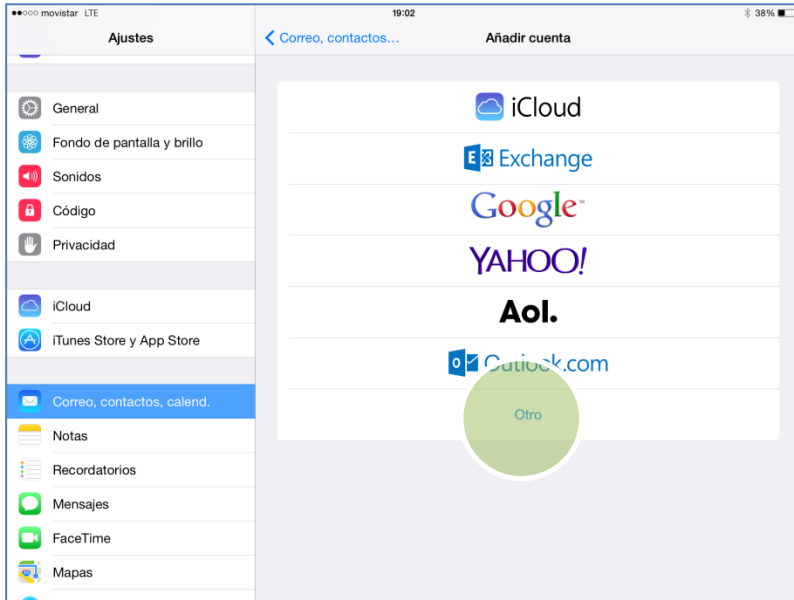 movistar LTE 19:02 38%
Ajustes
General
Fondo de pantalla y brillo
Sonidos
Código
Privacidad
iCloud
iTunes Store y App Store
Correo, contactos, calend.
Notas
Recordatorios
Mensajes
FaceTime
Mapas
Correo, contactos... Añadir cuenta
iCloud
E Exchange
Google™
YAHOO!
Aol.
o Outlook.com
Otro